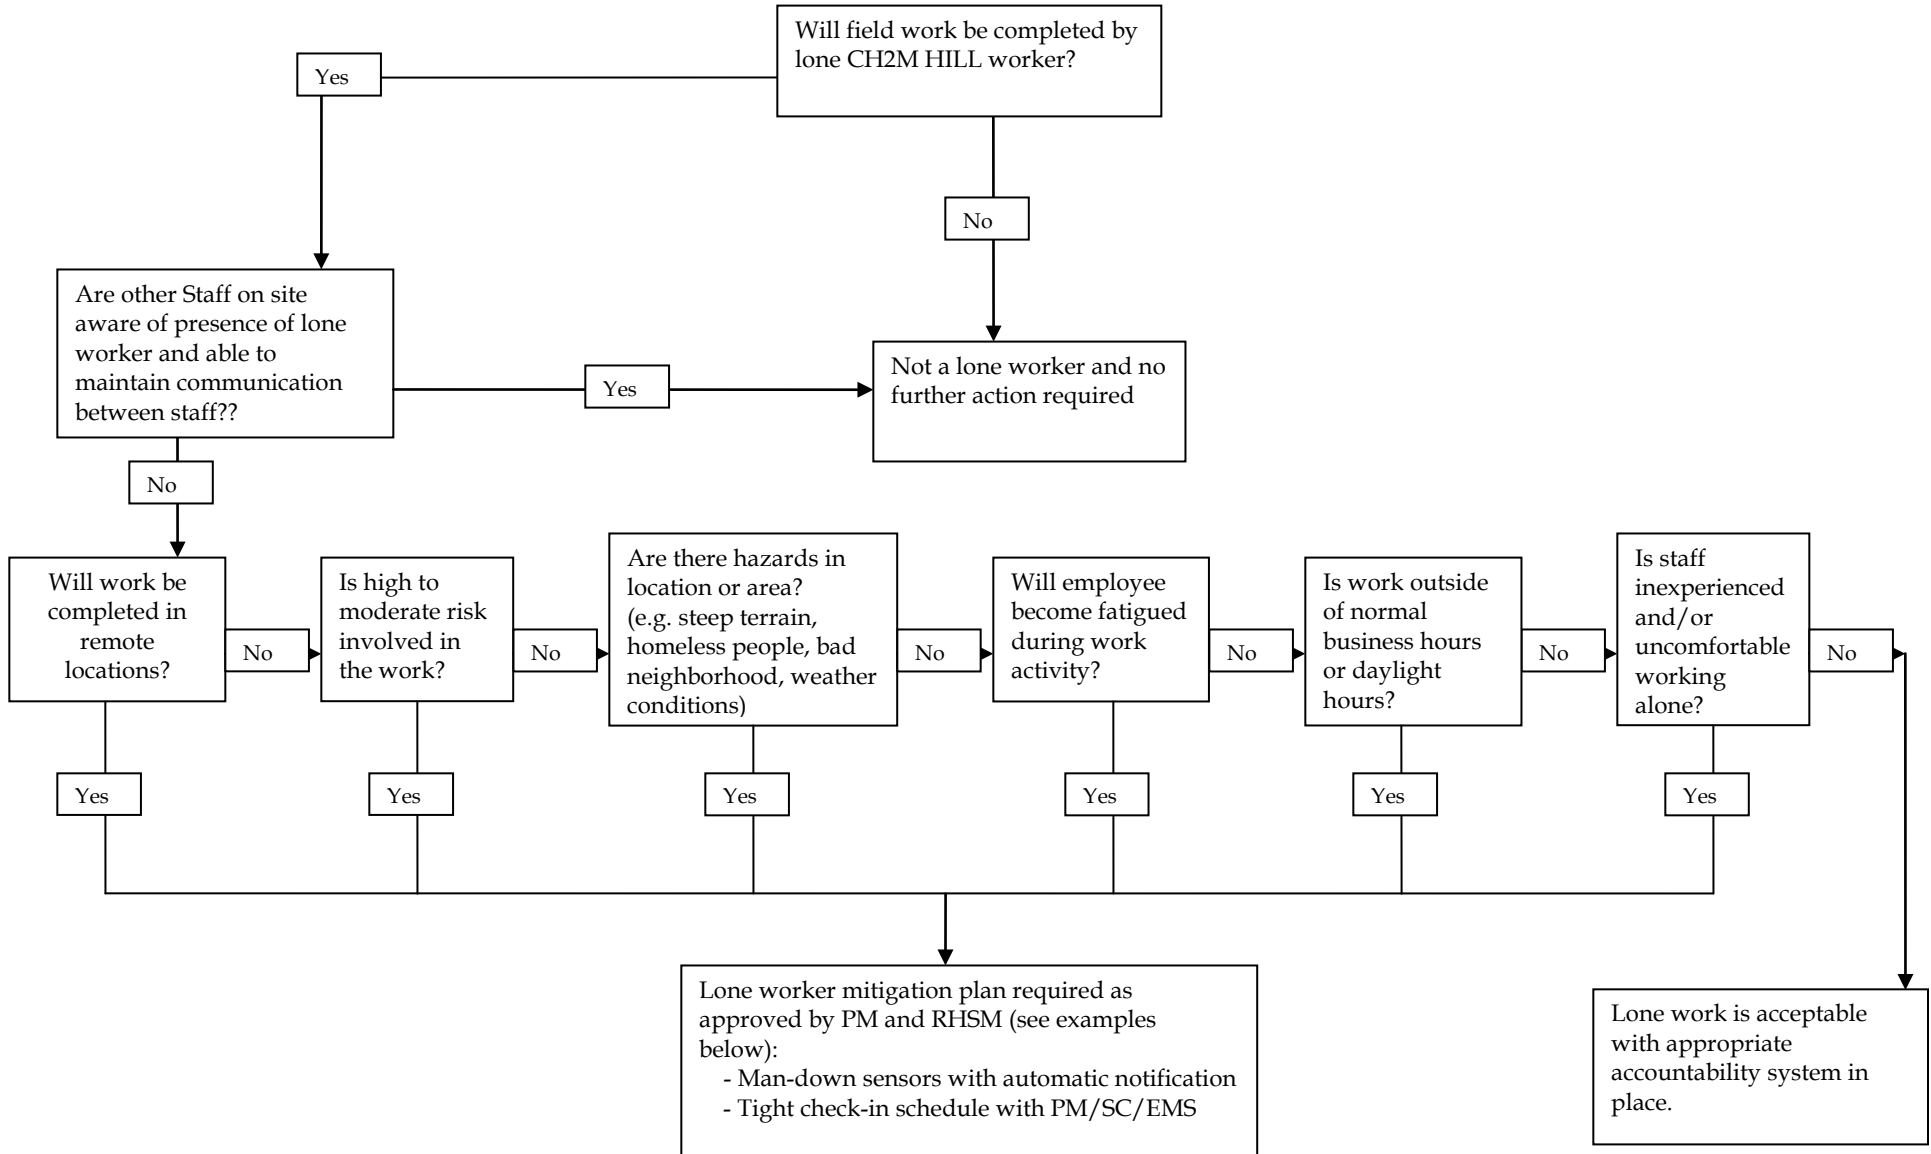 Will field work be completed by
lone CH2M HILL worker?
Yes
No
Are other Staff on site
aware of presence of lone
worker and able to
maintain communication
between staff??
Yes
Not a lone worker and no
further action required
No
Will work be
completed in
remote
locations?
No
Is high to
moderate risk
involved in
the work?
No
Are there hazards in
location or area?
(e.g. steep terrain,
homeless people, bad
neighborhood, weather
conditions)
No
Will employee
become fatigued
during work
activity?
No
Is work outside
of normal
business hours
or daylight
hours?
No
Is staff
inexperienced
and/or
uncomfortable
working
alone?
No
Yes
Yes
Yes
Yes
Yes
Yes
Lone worker mitigation plan required as
approved by PM and RHSM (see examples
below):
- Man-down sensors with automatic notification
- Tight check-in schedule with PM/SC/EMS
Lone work is acceptable
with appropriate
accountability system in
place.